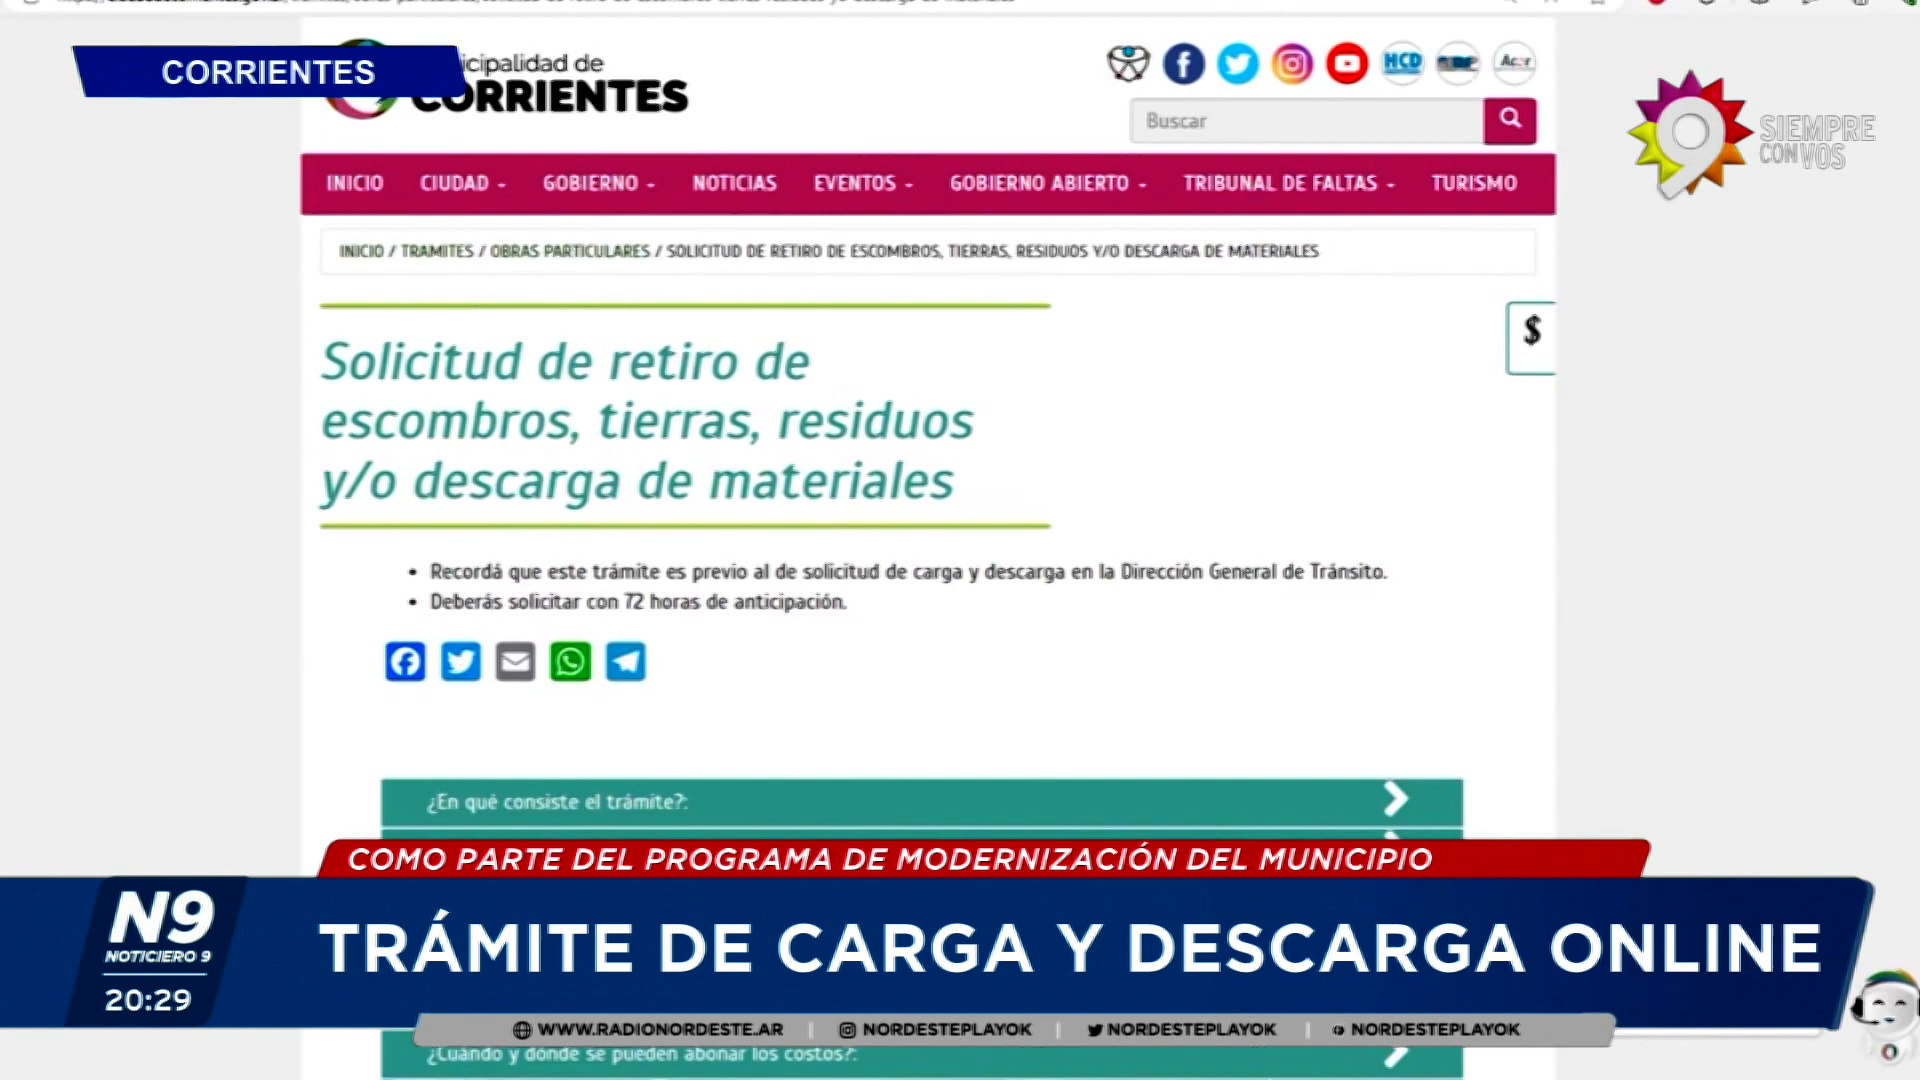 CORRIENTES
icipalidad de
CORRIENTES
HCD
Acor
Buscar
SIEMPRE
CON VOS
9
INICIO CIUDAD GOBIERNO NOTICIAS EVENTOS GOBIERNO ABIERTO TRIBUNAL DE FALTAS TURISMO
INICIO / TRAMITES / OBRAS PARTICULARES / SOLICITUD DE RETIRO DE ESCOMBROS, TIERRAS, RESIDUOS Y/O DESCARGA DE MATERIALES
$
Solicitud de retiro de
escombros, tierras, residuos
y/o descarga de materiales
• Recordá que este trámite es previo al de solicitud de carga y descarga en la Dirección General de Tránsito.
• Deberás solicitar con 72 horas de anticipación.
¿En qué consiste el trámite?:
COMO PARTE DEL PROGRAMA DE MODERNIZACIÓN DEL MUNICIPIO
N9
NOTICIERO 9
20:29
TRÁMITE DE CARGA Y DESCARGA ONLINE
WWW.RADIONORDESTE.AR | NORDESTEPLAYOK | NORDESTEPLAYOK | NORDESTEPLAYOK
¿Cuándo y dónde se pueden abonar los costos?: